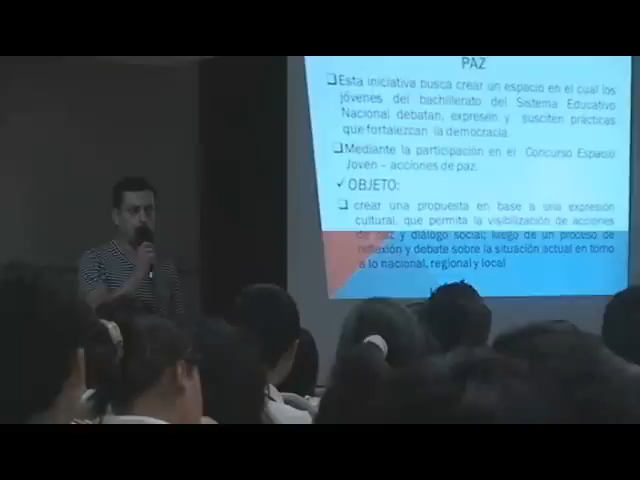 PAZ
❑Esta iniciativa busca crear un espacio en el cual los
jóvenes del bachillerato del Sistema Educativo
Nacional debatan, expresen y susciten prácticas
que fortalezcan la democracia.
❑Mediante la participación en el Concurso Espacio
Joven – acciones de paz.
✓ OBJETO:
❑ crear una propuesta en base a una expresión
cultural, que permita la visibilización de acciones
de paz y diálogo social; luego de un proceso de
reflexión y debate sobre la situación actual en torno
a lo nacional, regional y local